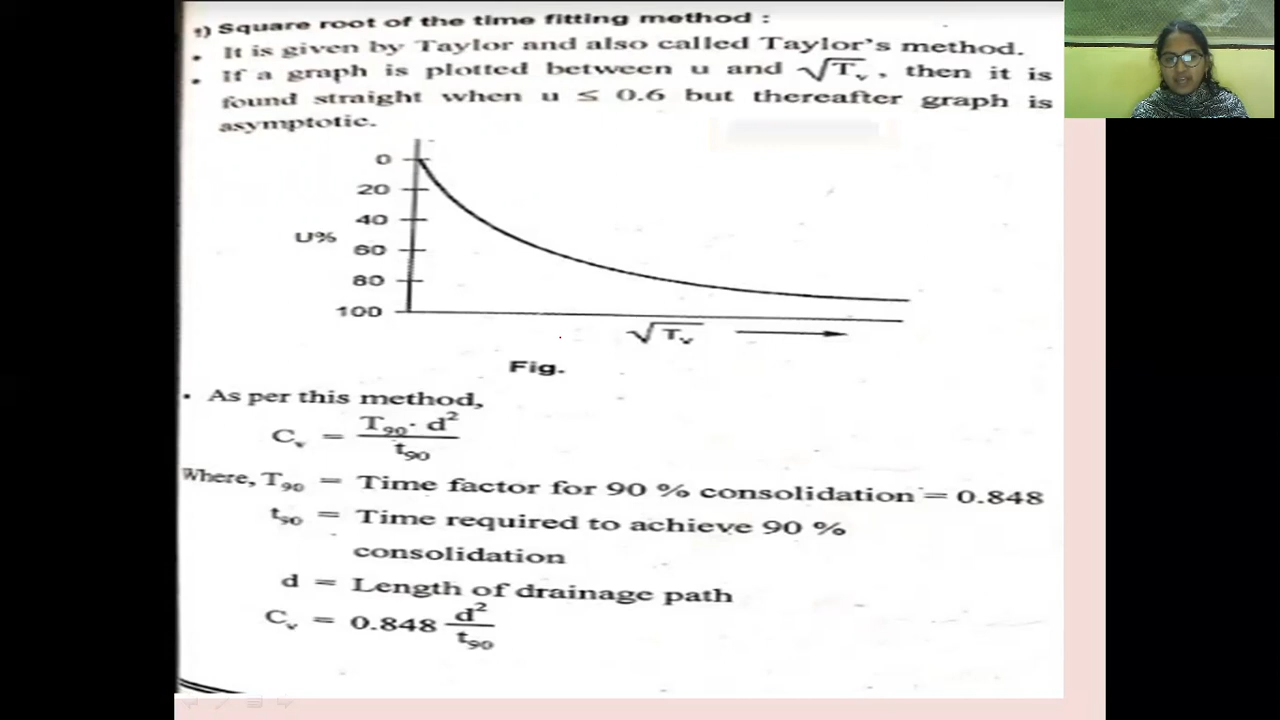 1) Square root of the time fitting method :
• It is given by Taylor and also called Taylor's method.
• If a graph is plotted between u and √Tv, then it is
found straight when u ≤ 0.6 but thereafter graph is
asymptotic.
0
20
40
U%
60
80
100
√Tv
Fig.
• As per this method,
Cv = T90· d² / t90
Where, T90 = Time factor for 90 % consolidation = 0.848
t90 = Time required to achieve 90 %
consolidation
d = Length of drainage path
Cv = 0.848 d² / t90